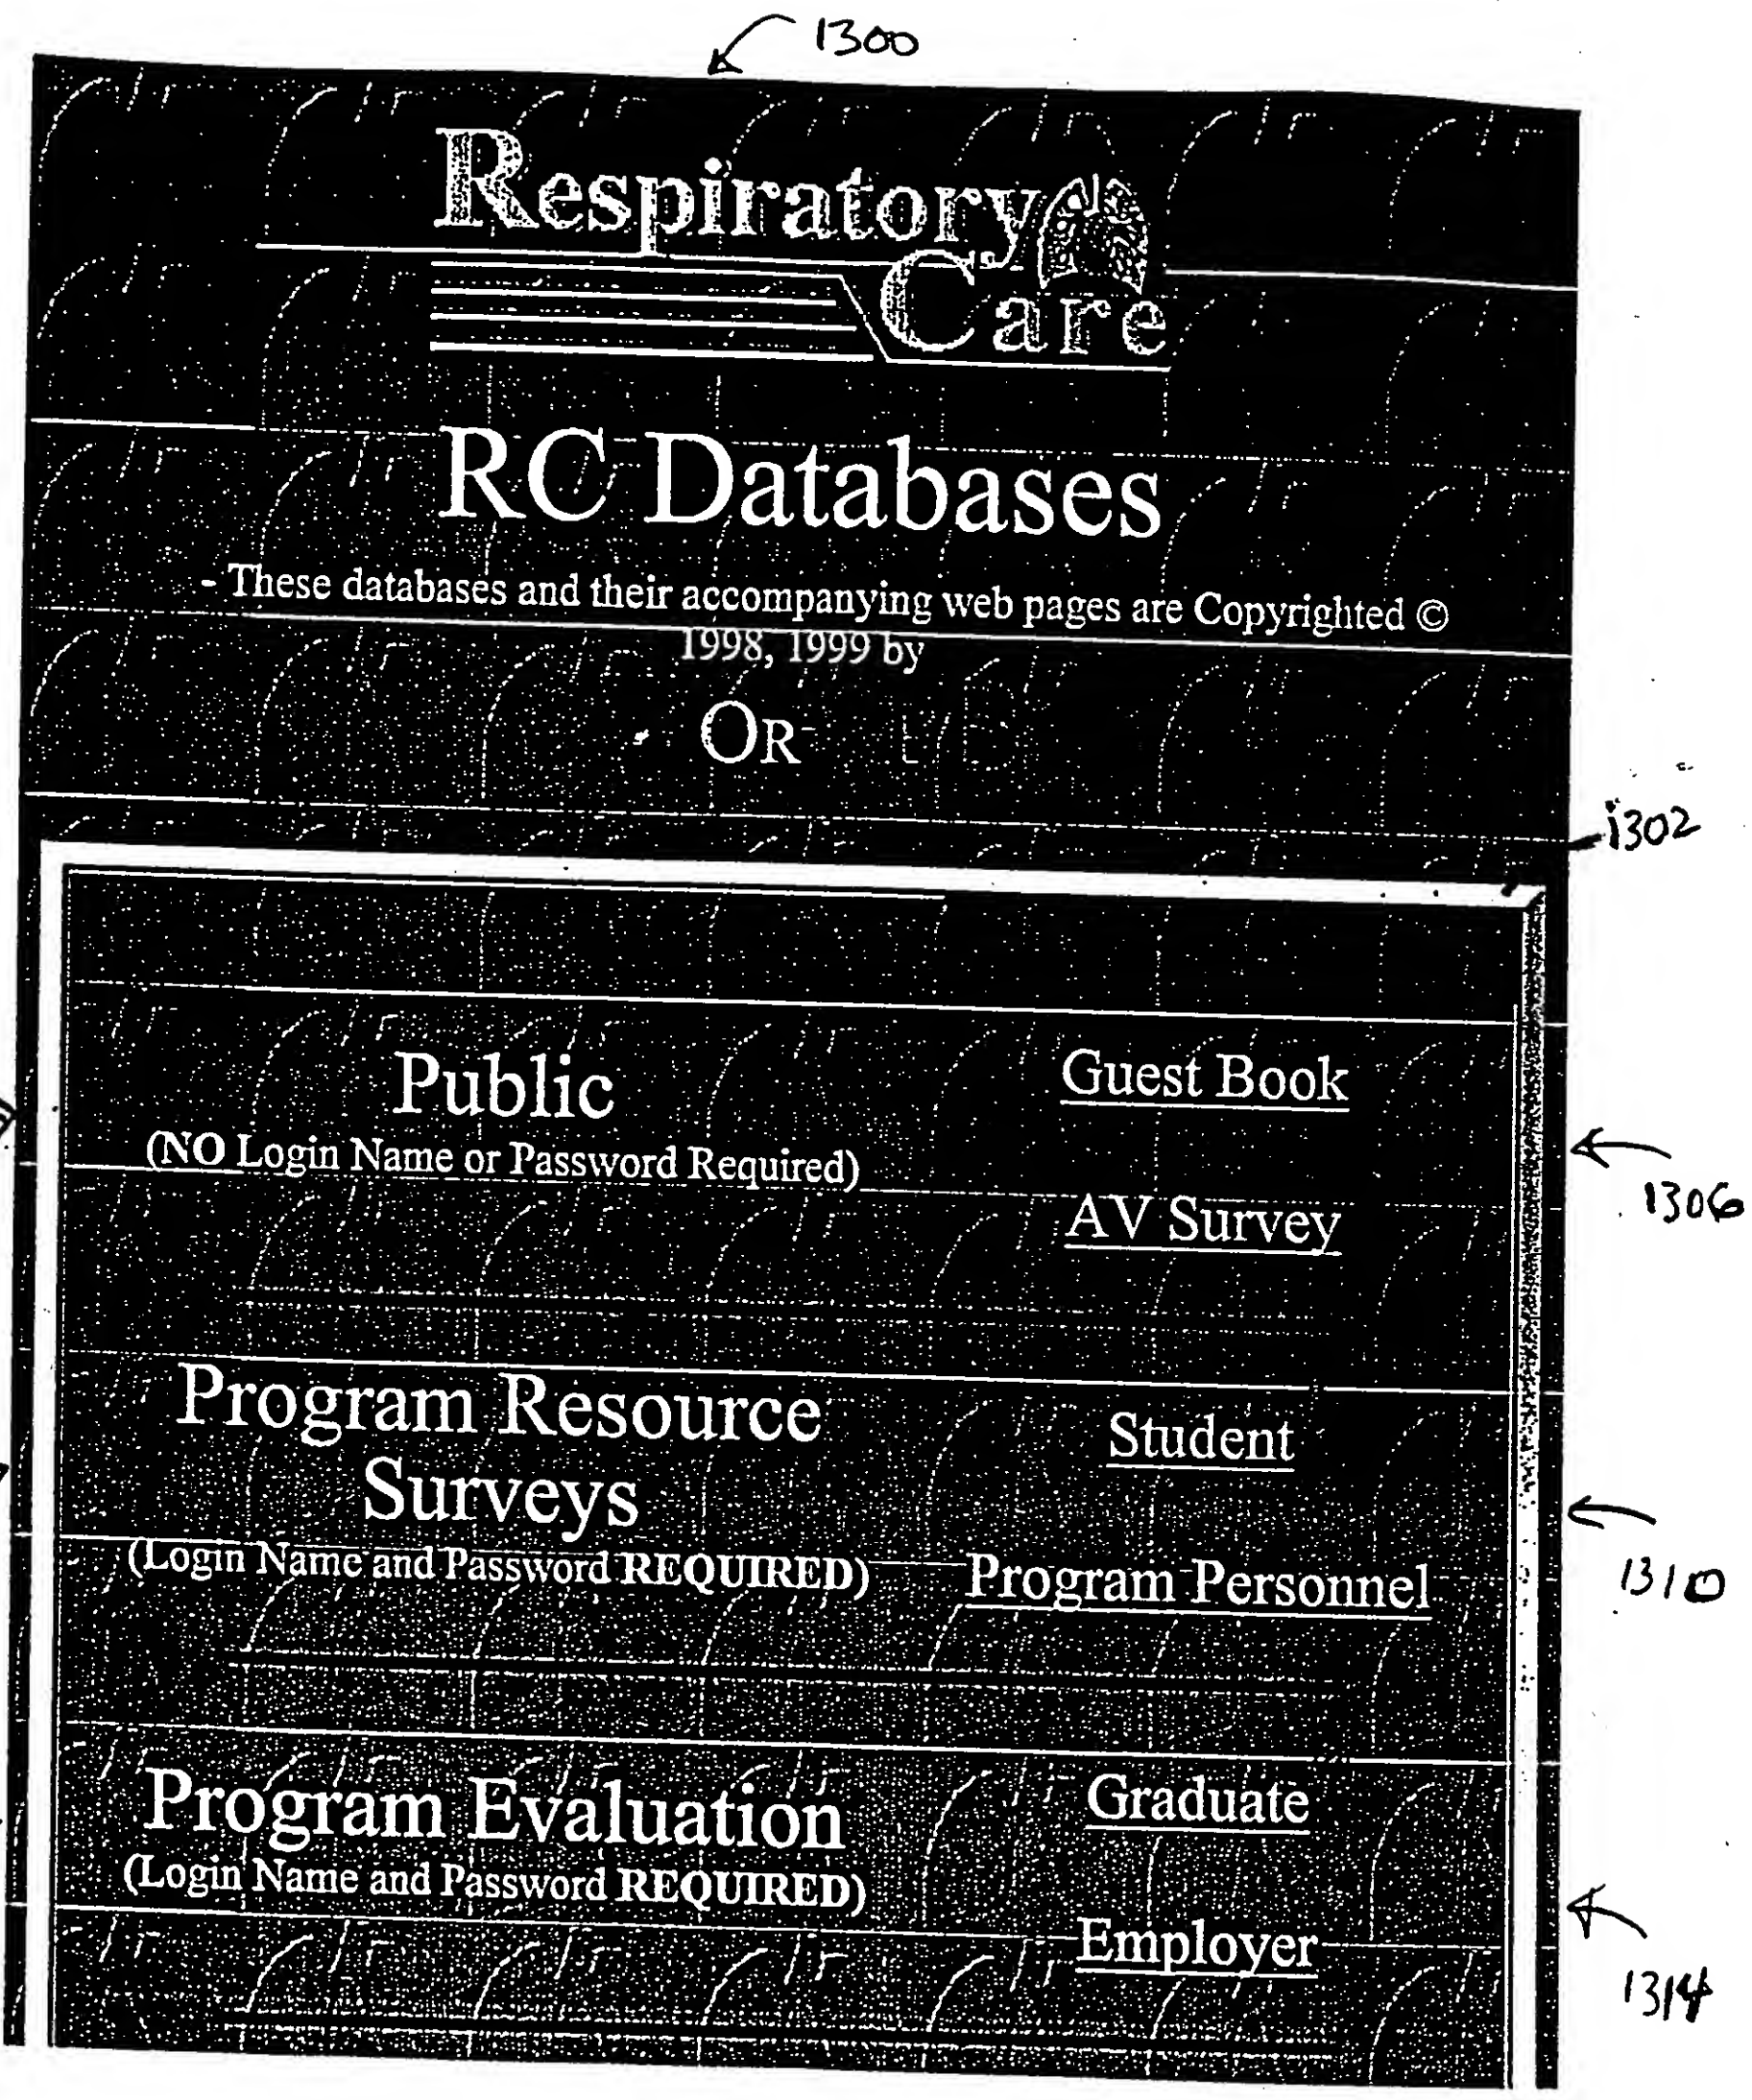 1300
Respiratory
Care
RC Databases
- These databases and their accompanying web pages are Copyrighted ©
1998, 1999 by
OR
1302
Public
Guest Book
(NO Login Name or Password Required)
1306
AV Survey
Program Resource
Surveys
Student
(Login Name and Password REQUIRED)
Program Personnel
1310
Program Evaluation
Graduate
(Login Name and Password REQUIRED)
Employer
1314